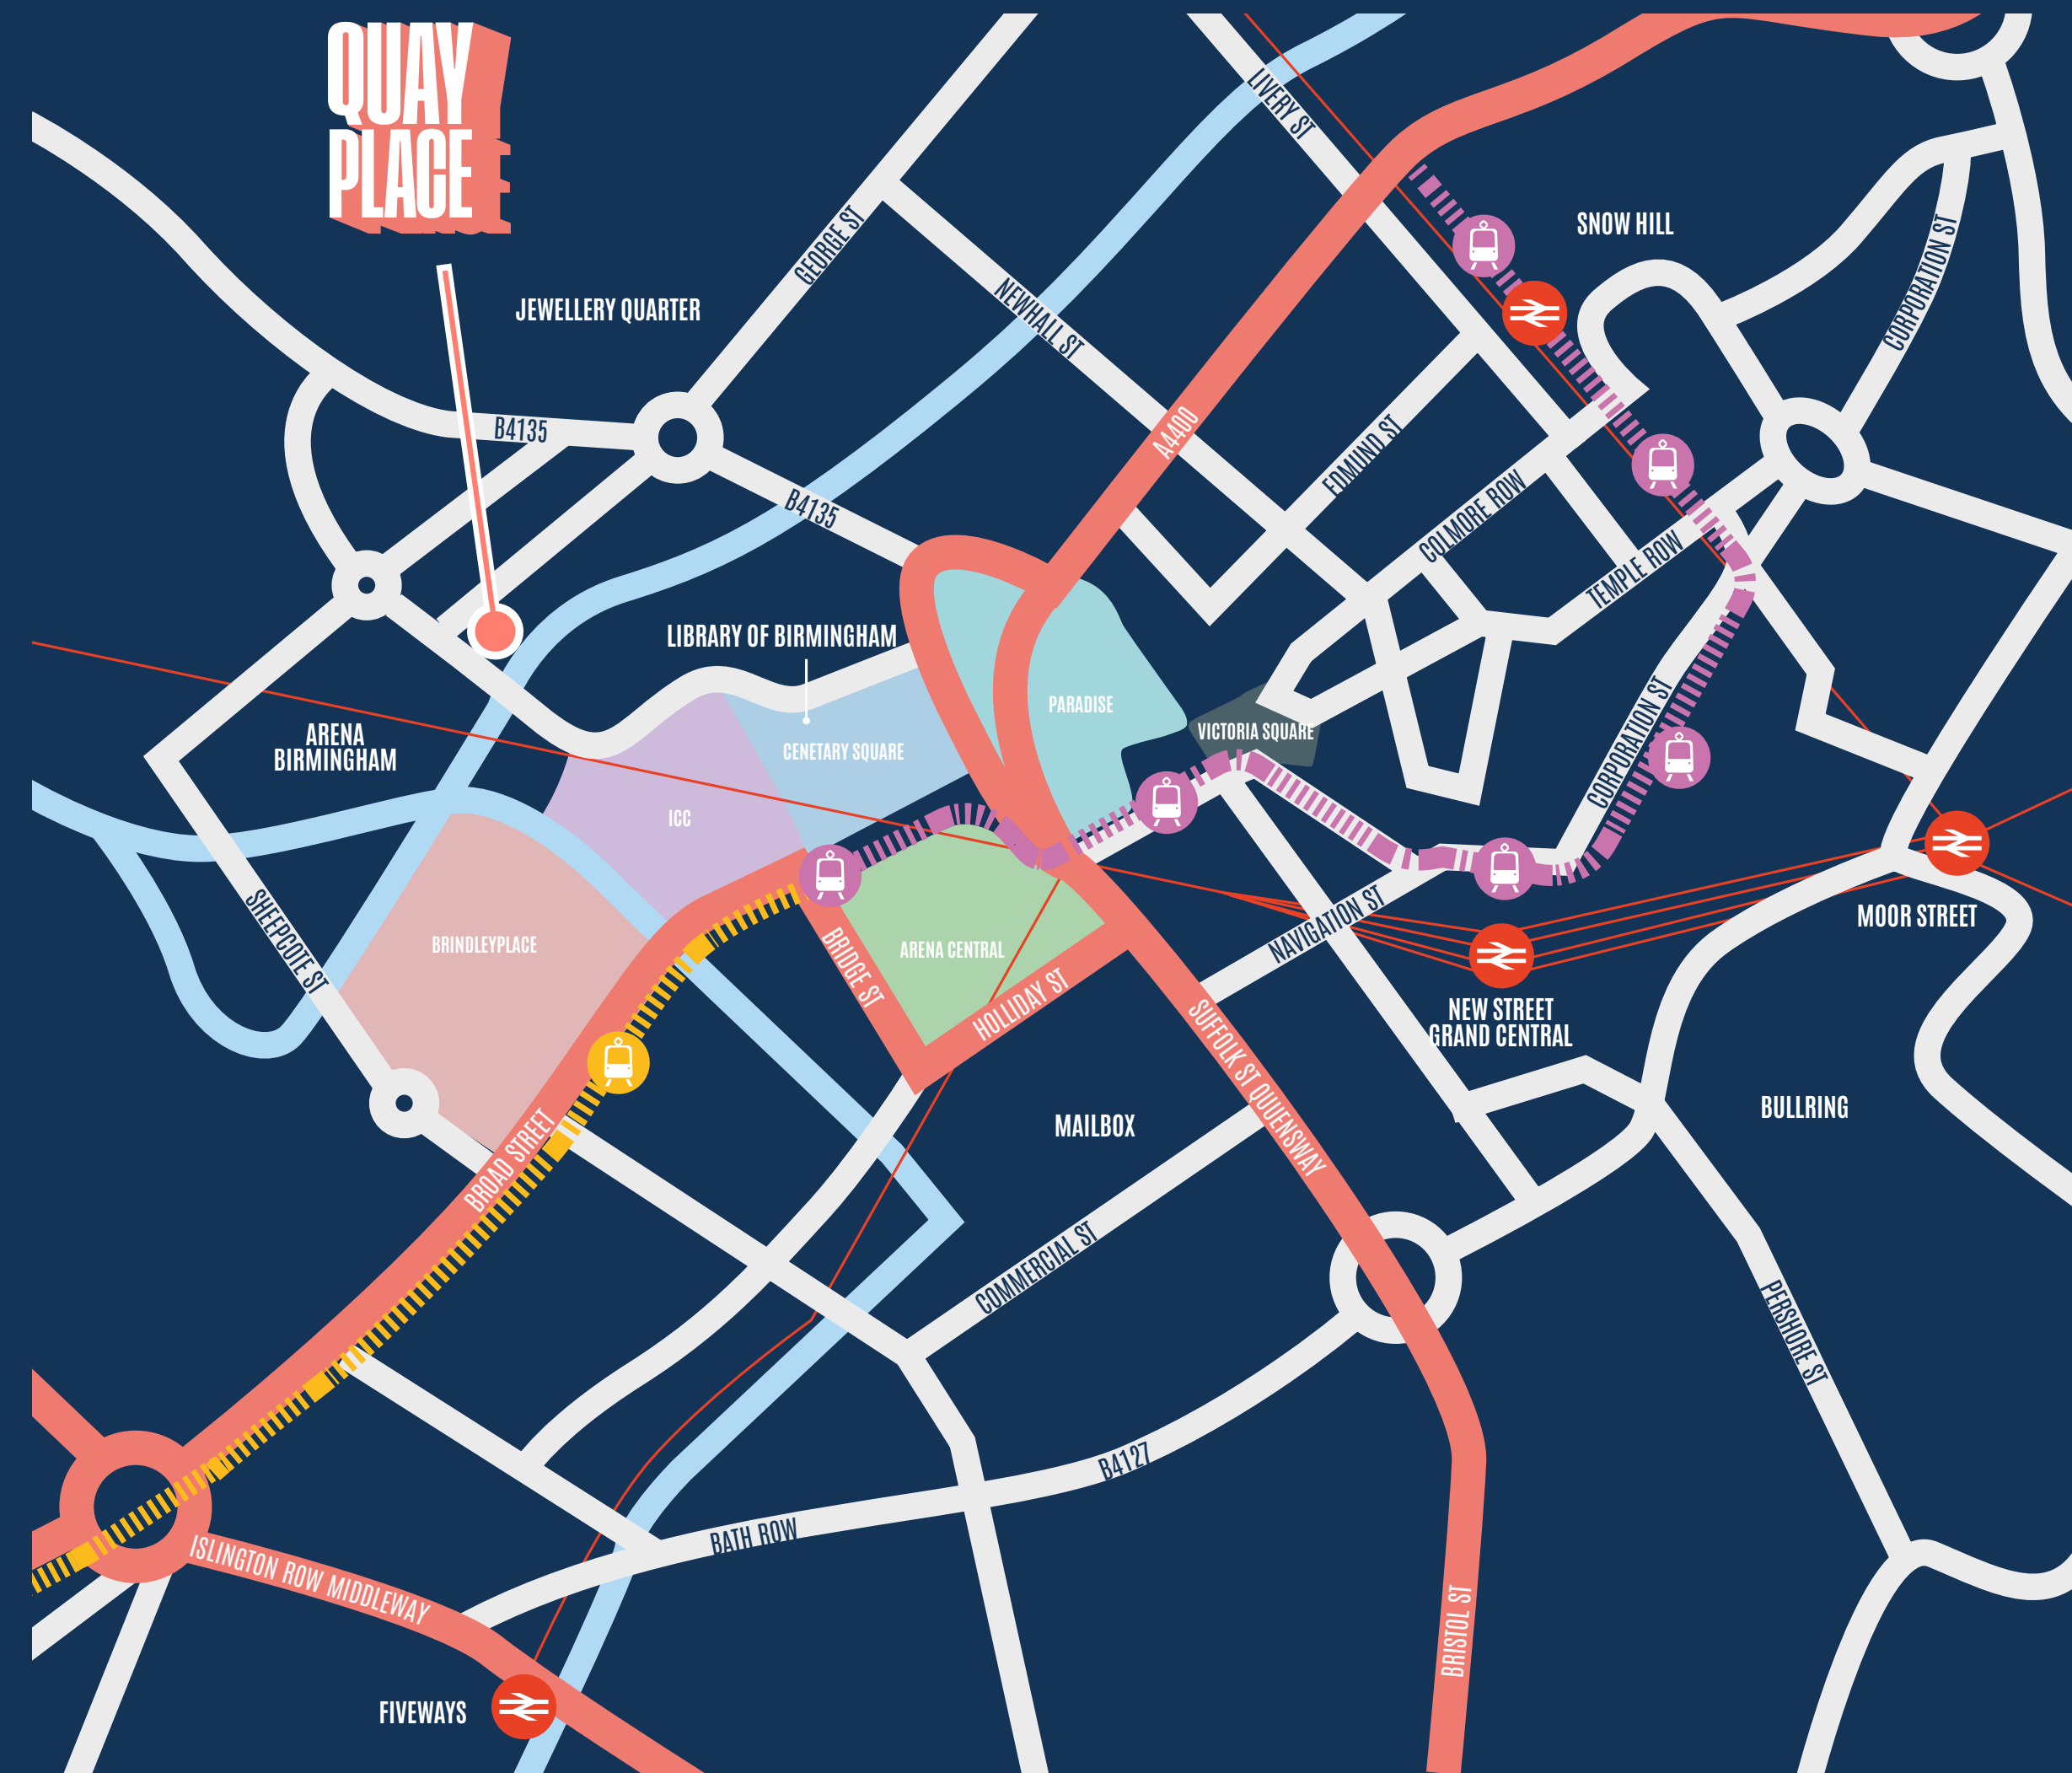 QUAY
PLACE
LIVERY ST
SNOW HILL
GEORGE ST
CORPORATION ST
JEWELLERY QUARTER
NEWHALL ST
B4135
A4400
EDMUND ST
B4135
COLMORE ROW
TEMPLE ROW
LIBRARY OF BIRMINGHAM
PARADISE
VICTORIA SQUARE
CORPORATION ST
ARENA
BIRMINGHAM
CENETARY SQUARE
ICC
SHEEPCOTE ST
BRINDLEYPLACE
BRIDGE ST
ARENA CENTRAL
NAVIGATION ST
MOOR STREET
HOLLIDAY ST
NEW STREET
GRAND CENTRAL
SUFFOLK ST QUUENSWAY
BROAD STREET
MAILBOX
BULLRING
COMMERCIAL ST
PERSHORE ST
B4127
BATH ROW
ISLINGTON ROW MIDDLEWAY
BRISTOL ST
FIVEWAYS